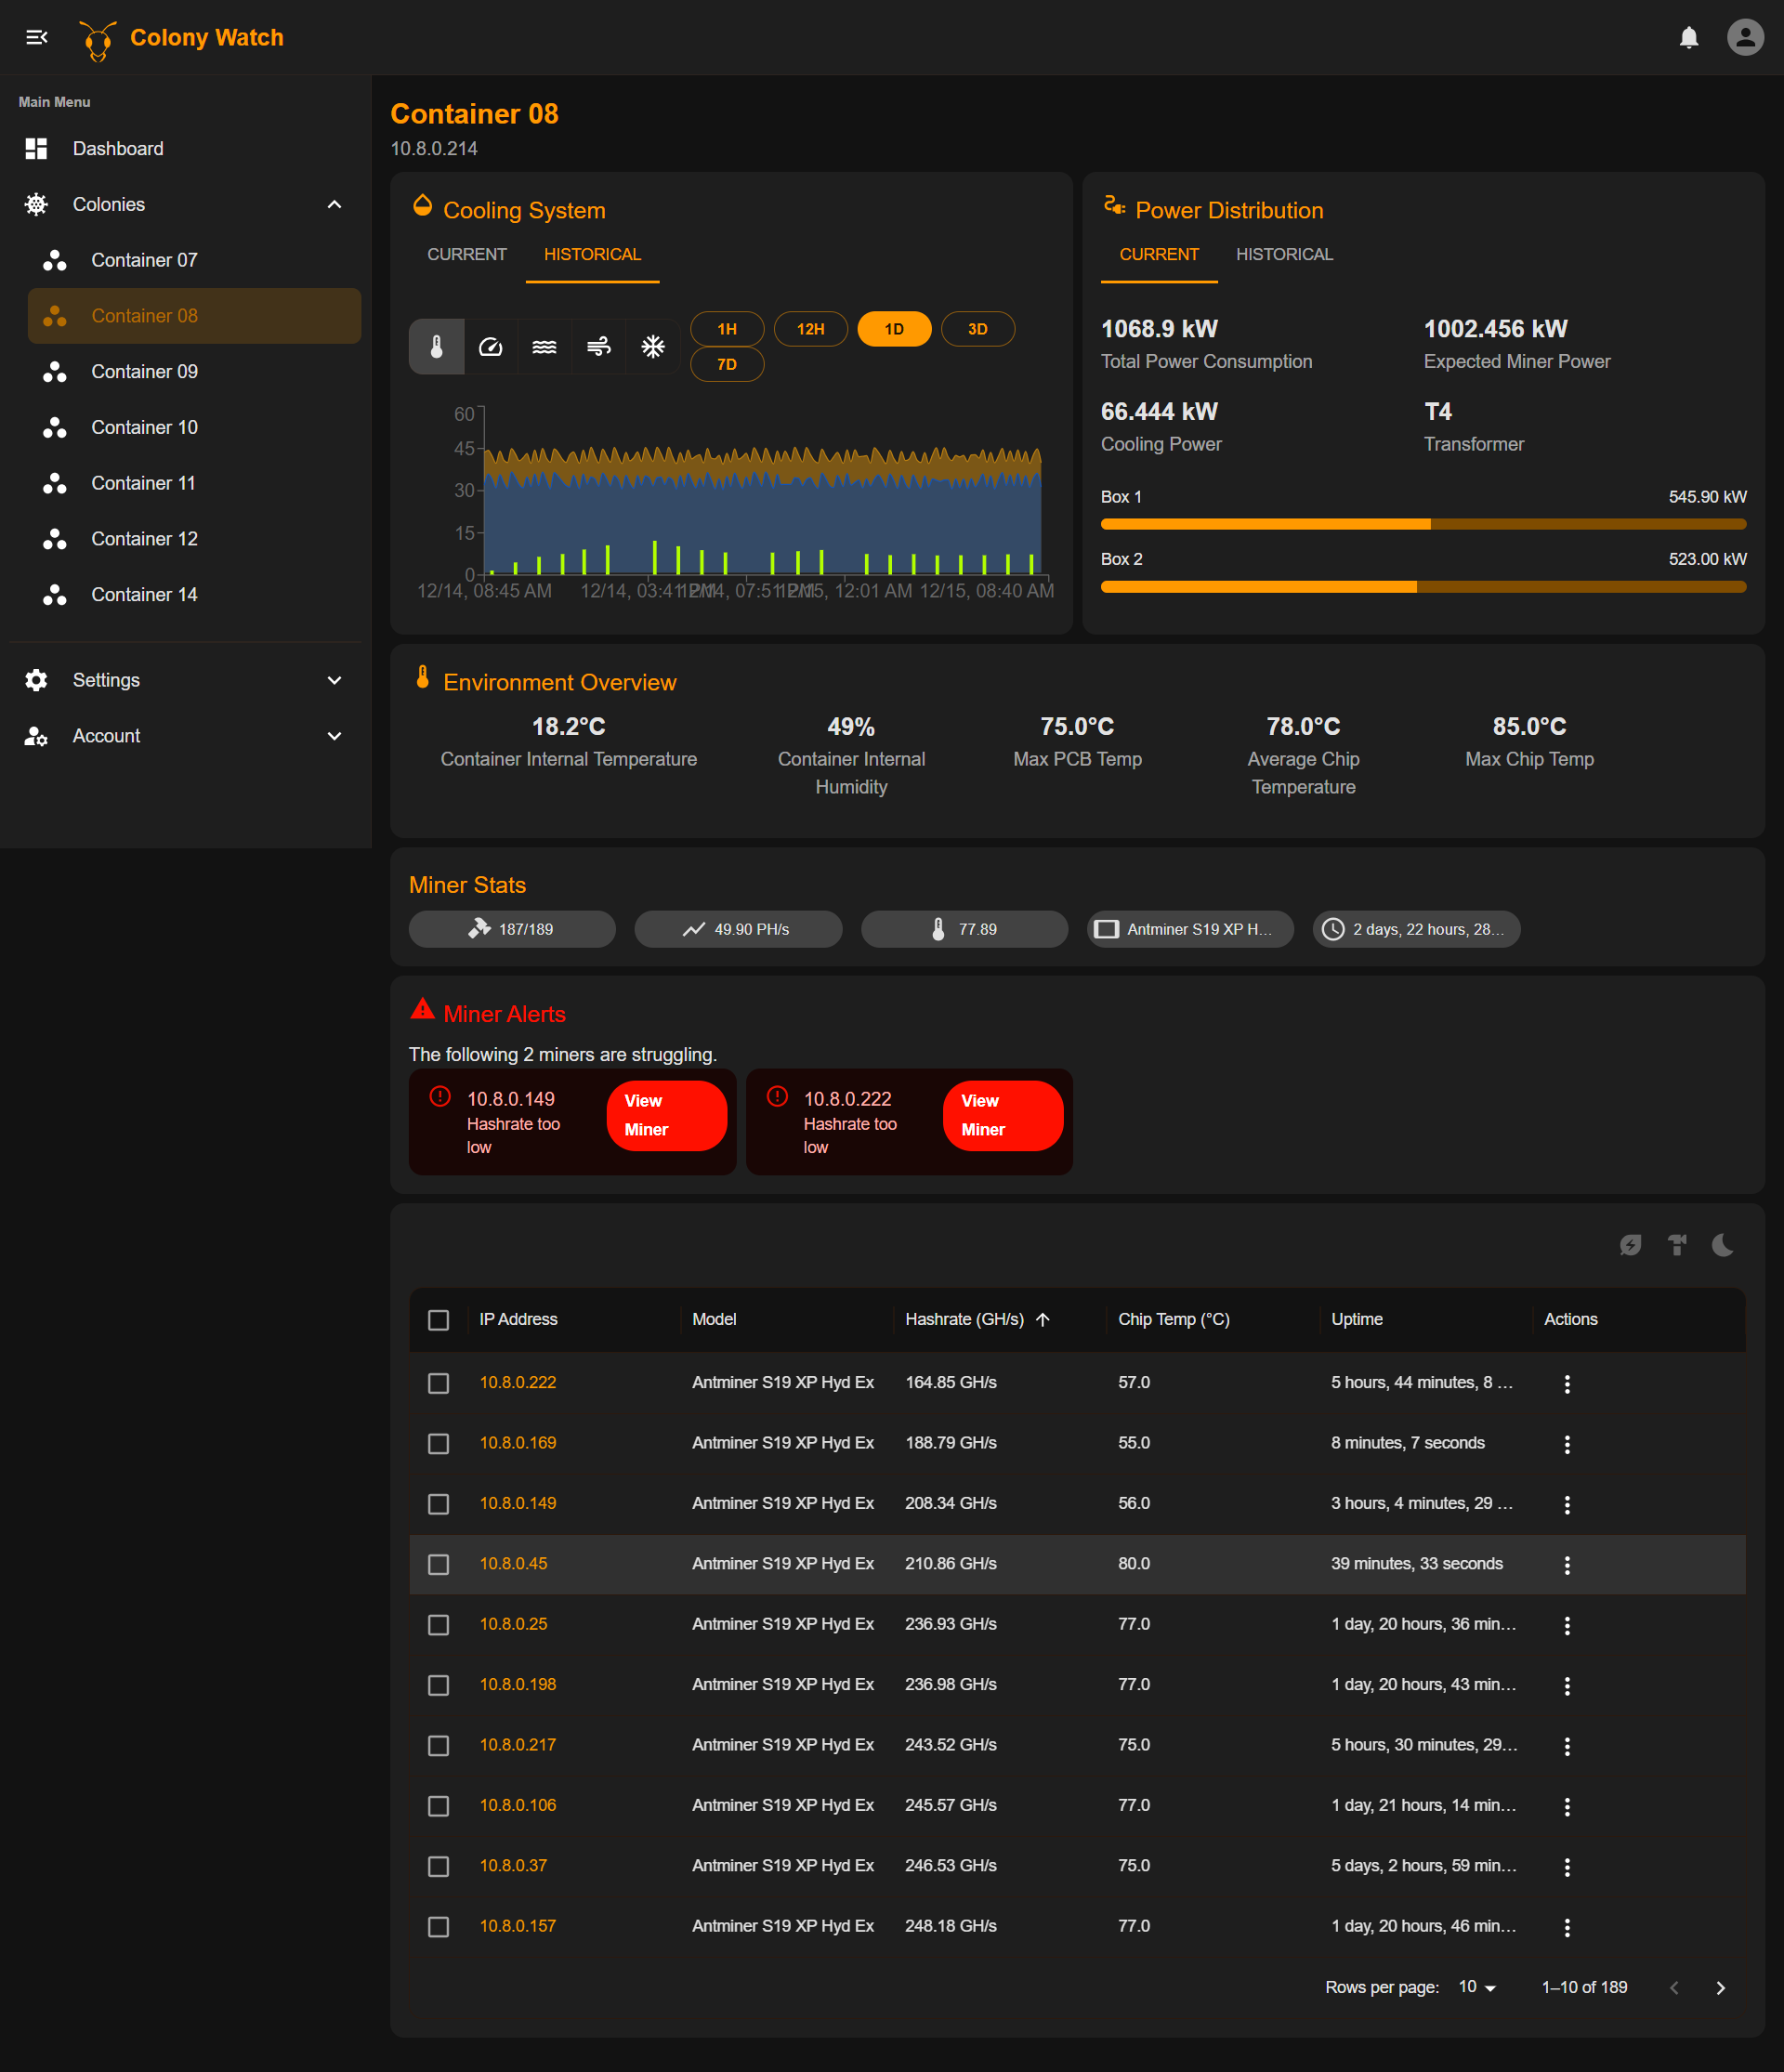 Colony Watch
Main Menu
Dashboard
Colonies
Container 07
Container 08
Container 09
Container 10
Container 11
Container 12
Container 14
Settings
Account
Container 08
10.8.0.214
Cooling System
CURRENT HISTORICAL
1H 12H 1D 3D
7D
60
45
30
15
0
12/14, 08:45 AM 12/14, 03:41 PM 12/14, 07:51 PM 12/15, 12:01 AM 12/15, 08:40 AM
Power Distribution
CURRENT HISTORICAL
1068.9 kW 1002.456 kW
Total Power Consumption Expected Miner Power
66.444 kW T4
Cooling Power Transformer
Box 1 545.90 kW
Box 2 523.00 kW
Environment Overview
18.2°C 49% 75.0°C 78.0°C 85.0°C
Container Internal Temperature Container Internal Max PCB Temp Average Chip Max Chip Temp
Humidity Temperature
Miner Stats
187/189 49.90 PH/s 77.89 Antminer S19 XP H... 2 days, 22 hours, 28...
Miner Alerts
The following 2 miners are struggling.
10.8.0.149
Hashrate too
low
View
Miner
10.8.0.222
Hashrate too
low
View
Miner
IP Address Model Hashrate (GH/s) Chip Temp (°C) Uptime Actions
10.8.0.222 Antminer S19 XP Hyd Ex 164.85 GH/s 57.0 5 hours, 44 minutes, 8 ...
10.8.0.169 Antminer S19 XP Hyd Ex 188.79 GH/s 55.0 8 minutes, 7 seconds
10.8.0.149 Antminer S19 XP Hyd Ex 208.34 GH/s 56.0 3 hours, 4 minutes, 29 ...
10.8.0.45 Antminer S19 XP Hyd Ex 210.86 GH/s 80.0 39 minutes, 33 seconds
10.8.0.25 Antminer S19 XP Hyd Ex 236.93 GH/s 77.0 1 day, 20 hours, 36 min...
10.8.0.198 Antminer S19 XP Hyd Ex 236.98 GH/s 77.0 1 day, 20 hours, 43 min...
10.8.0.217 Antminer S19 XP Hyd Ex 243.52 GH/s 75.0 5 hours, 30 minutes, 29...
10.8.0.106 Antminer S19 XP Hyd Ex 245.57 GH/s 77.0 1 day, 21 hours, 14 min...
10.8.0.37 Antminer S19 XP Hyd Ex 246.53 GH/s 75.0 5 days, 2 hours, 59 min...
10.8.0.157 Antminer S19 XP Hyd Ex 248.18 GH/s 77.0 1 day, 20 hours, 46 min...
Rows per page: 10 1–10 of 189